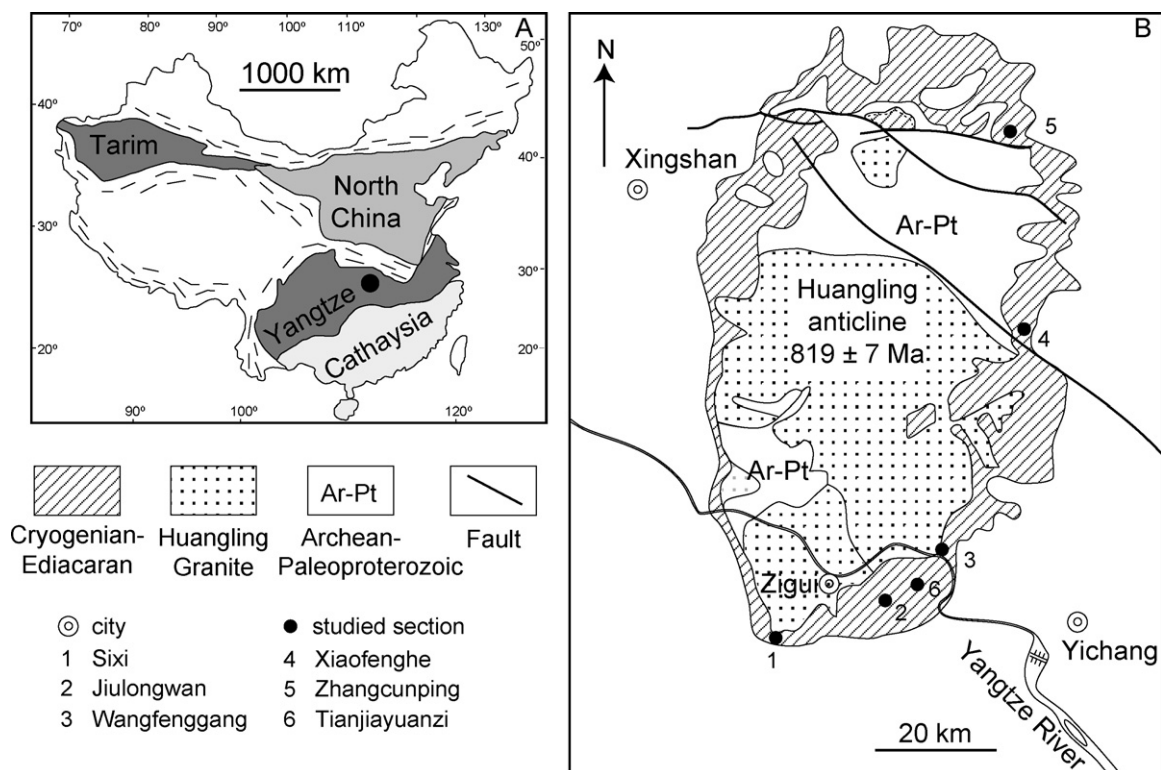 A
70º 80º 90º 100º 110º 120º 130º
50º
1000 km
40º
40º
Tarim
North
China
30º
30º
Yangtze
Cathaysia
20º
20º
90º 100º 120º
Cryogenian-
Ediacaran
Huangling
Granite
Ar-Pt
Archean-
Paleoproterozoic
Fault
city
studied section
1 Sixi
4 Xiaofenghe
2 Jiulongwan
5 Zhangcunping
3 Wangfenggang
6 Tianjiayuanzi
B
N
5
Xingshan
Ar-Pt
Huangling
anticline
819 ± 7 Ma
4
Ar-Pt
3
Zigui
6
2
1
Yichang
Yangtze River
20 km